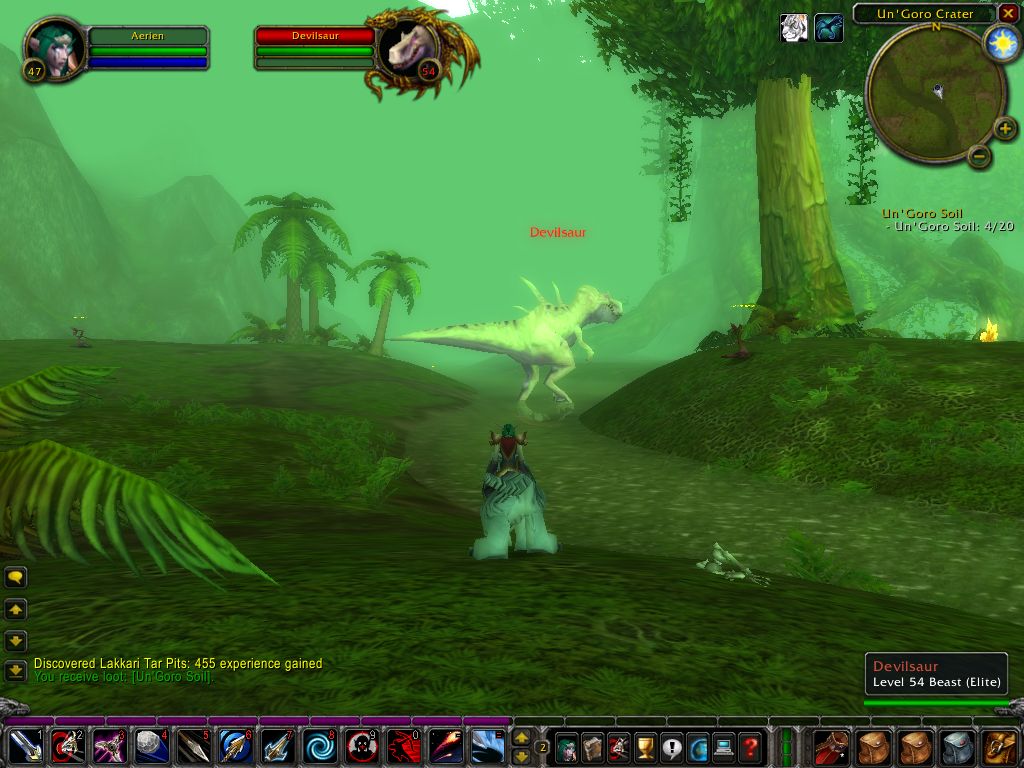 Aerien
47
Devilsaur
54
Un'Goro Crater
N
Un'Goro Soil
- Un'Goro Soil: 4/20
Devilsaur
Discovered Lakkari Tar Pits: 455 experience gained
You receive loot: [Un'Goro Soil].
Devilsaur
Level 54 Beast (Elite)
1 2 3 4 5 6 7 8 9 0 = 2